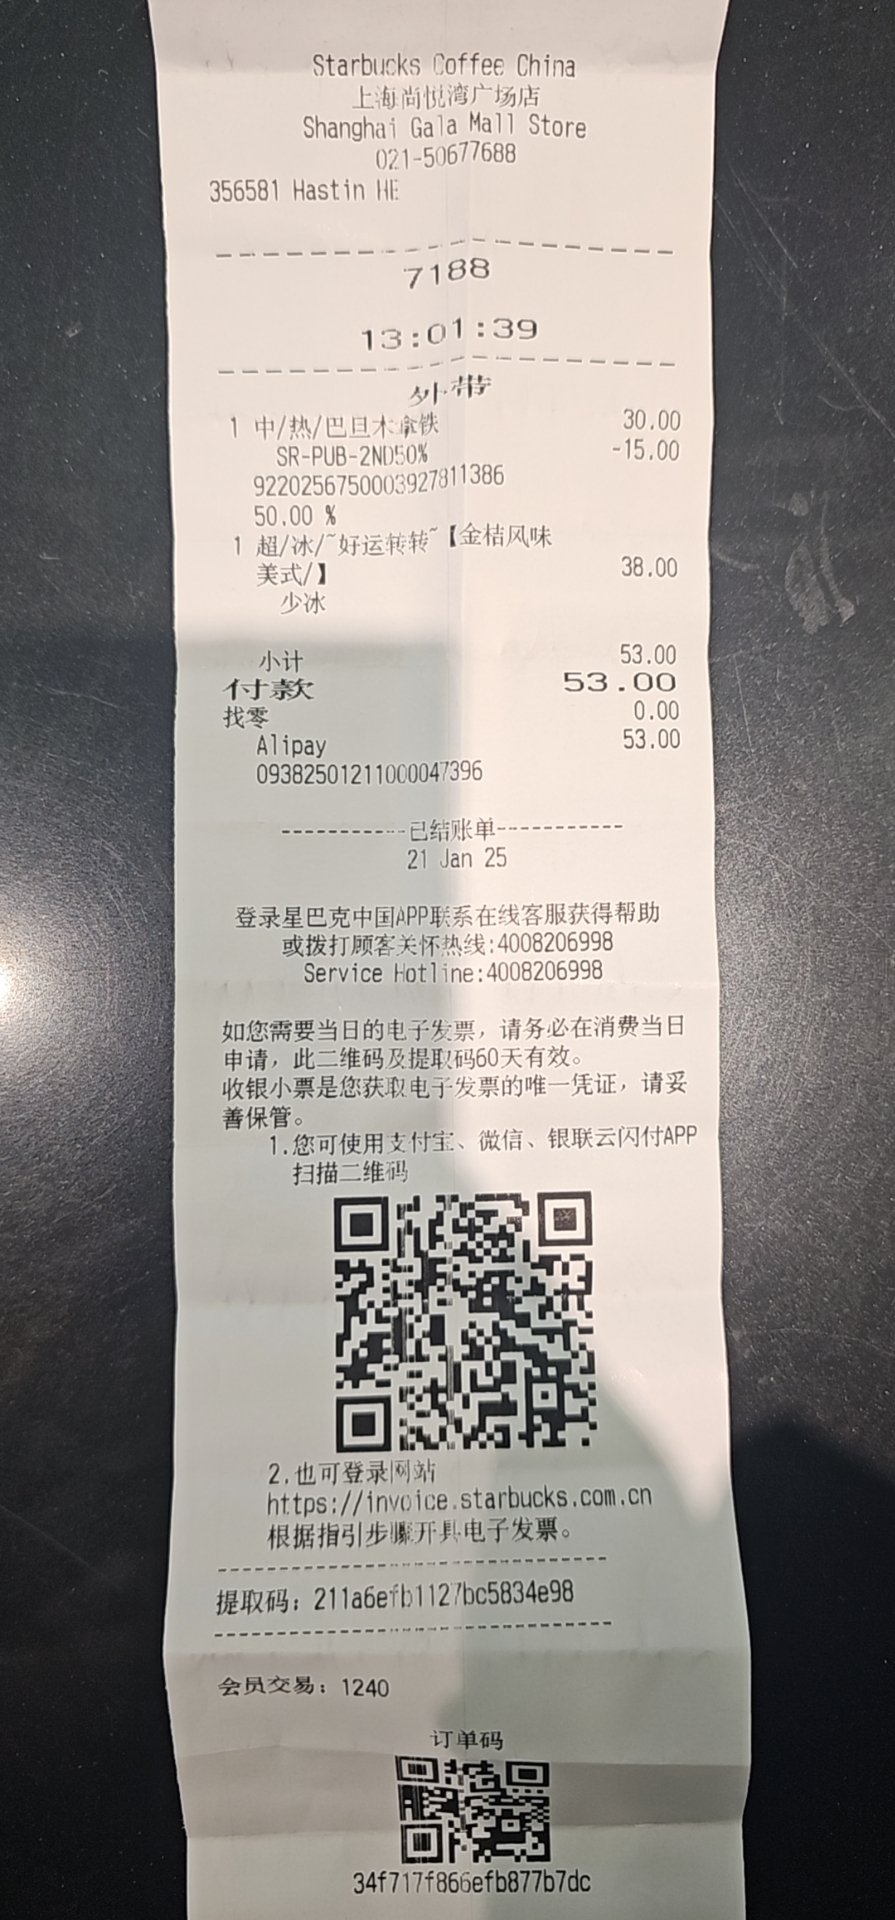 Starbucks Coffee China
上海尚悦湾广场店
Shanghai Gala Mall Store
021-50677688
356581 Hastin HE
7188
13:01:39
外带
1 中/热/巴旦木拿铁 30.00
SR-PUB-2ND50% -15.00
9220256750003927811386
50.00 %
1 超/冰/~好运转转~【金桔风味
美式/】 38.00
少冰
小计 53.00
付款 53.00
找零 0.00
Alipay 53.00
09382501211000047396
-----------已结账单-----------
21 Jan 25
登录星巴克中国APP联系在线客服获得帮助
或拨打顾客关怀热线:4008206998
Service Hotline:4008206998
如您需要当日的电子发票，请务必在消费当日
申请，此二维码及提取码60天有效。
收银小票是您获取电子发票的唯一凭证，请妥
善保管。
1.您可使用支付宝、微信、银联云闪付APP
扫描二维码
2.也可登录网站
https://invoice.starbucks.com.cn
根据指引步骤开具电子发票。
提取码：211a6efb1127bc5834e98
会员交易：1240
订单码
34f717f866efb877b7dc